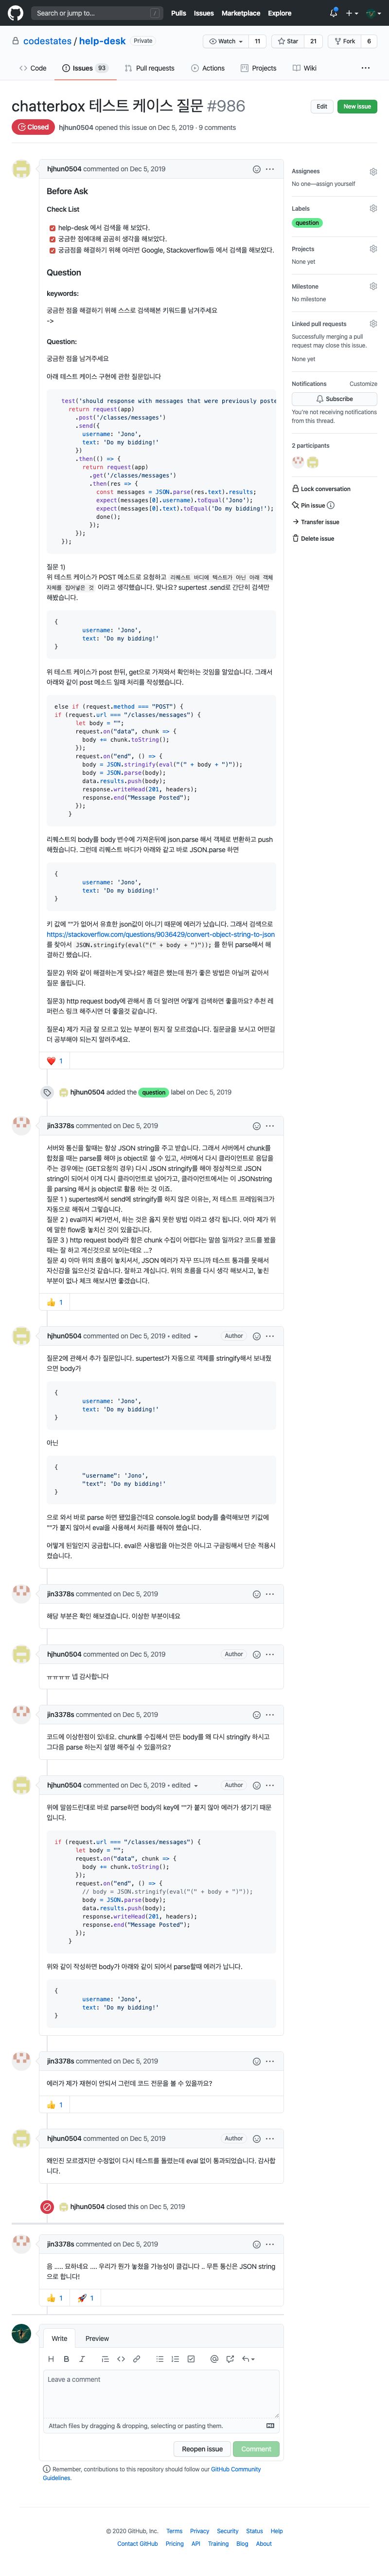 Search or jump to...
/
Pulls Issues Marketplace Explore
codestates / help-desk Private
Watch 11
Star 21
Fork 6
Code
Issues 93
Pull requests
Actions
Projects
Wiki
chatterbox 테스트 케이스 질문 #986
Edit
New issue
Closed
hjhun0504 opened this issue on Dec 5, 2019 · 9 comments
hjhun0504 commented on Dec 5, 2019
Before Ask
Check List
help-desk 에서 검색을 해 보았다.
궁금한 점에대해 곰곰히 생각을 해보았다.
궁금점을 해결하기 위해 여러번 Google, Stackoverflow등 에서 검색을 해보았다.
Question
keywords:
궁금한 점을 해결하기 위해 스스로 검색해본 키워드를 남겨주세요
->
Question:
궁금한 점을 남겨주세요
아래 테스트 케이스 구현에 관한 질문입니다
test('should respond with messages that were previously poste
return request(app)
.post('/classes/messages')
.send({
username: 'Jono',
text: 'Do my bidding!'
})
.then(() => {
return request(app)
.get('/classes/messages')
.then(res => {
const messages = JSON.parse(res.text).results;
expect(messages[0].username).toEqual('Jono');
expect(messages[0].text).toEqual('Do my bidding!');
done();
});
});
});
질문 1)
위 테스트 케이스가 POST 메소드로 요청하고 리퀘스트 바디에 텍스트가 아닌 아래 객체
자체를 집어넣은 것 이라고 생각했습니다. 맞나요? supertest .send로 간단히 검색만
해봤습니다.
{
username: 'Jono',
text: 'Do my bidding!'
}
위 테스트 케이스가 post 한뒤, get으로 가져와서 확인하는 것임을 알았습니다. 그래서
아래와 같이 post 메소드 일때 처리를 작성했습니다.
else if (request.method === "POST") {
if (request.url === "/classes/messages") {
let body = "";
request.on("data", chunk => {
body += chunk.toString();
});
request.on("end", () => {
body = JSON.stringify(eval("(" + body + ")"));
body = JSON.parse(body);
data.results.push(body);
response.writeHead(201, headers);
response.end("Message Posted");
});
}
리퀘스트의 body를 body 변수에 가져온뒤에 json.parse 해서 객체로 변환하고 push
해줬습니다. 그런데 리퀘스트 바디가 아래와 같고 바로 JSON.parse 하면
{
username: 'Jono',
text: 'Do my bidding!'
}
키 값에 ""가 없어서 유효한 json값이 아니기 때문에 에러가 났습니다. 그래서 검색으로
https://stackoverflow.com/questions/9036429/convert-object-string-to-json
를 찾아서 JSON.stringify(eval("(" + body + ")")); 를 한뒤 parse해서 해
결하긴 했습니다.
질문2) 위와 같이 해결하는게 맞나요? 해결은 했는데 뭔가 좋은 방법은 아닐꺼 같아서
질문 올립니다.
질문3) http request body에 관해서 좀 더 알려면 어떻게 검색하면 좋을까요? 추천 레
퍼런스 링크 해주시면 더 좋을것 같습니다.
질문4) 제가 지금 잘 모르고 있는 부분이 뭔지 잘 모르겠습니다. 질문글을 보시고 어떤걸
더 공부해야 되는지 알려주세요.
1
hjhun0504 added the question label on Dec 5, 2019
jin3378s commented on Dec 5, 2019
서버와 통신을 할때는 항상 JSON string을 주고 받습니다. 그래서 서버에서 chunk를
합쳤을 때는 parse를 해야 js object로 쓸 수 있고, 서버에서 다시 클라이언트로 응답을
주는 경우에는 (GET요청의 경우) 다시 JSON stringify를 해야 정상적으로 JSON
string이 되어서 이게 다시 클라이언트로 넘어가고, 클라이언트에서는 이 JSONstring
을 parsing 해서 js object로 활용 하는 것 이죠.
질문 1 ) supertest에서 send에 stringify를 하지 않은 이유는, 저 테스트 프레임워크가
자동으로 해줘서 그렇습니다.
질문 2 ) eval까지 써가면서, 하는 것은 옳지 못한 방법 이라고 생각 됩니다. 아마 제가 위
에 말한 flow중 놓치신 것이 있을겁니다.
질문 3 ) http request body라 함은 chunk 수집이 어렵다는 말씀 일까요? 코드를 봤을
때는 잘 하고 계신것으로 보이는데요 ...?
질문 4) 아마 위의 흐름이 놓치셔서, JSON 에러가 자꾸 뜨니까 테스트 통과를 못해서
자신감을 잃으신것 같습니다. 잘하고 계십니다. 위의 흐름을 다시 생각 해보시고, 놓친
부분이 없나 체크 해보시면 좋겠습니다.
1
hjhun0504 commented on Dec 5, 2019 • edited
Author
질문2에 관해서 추가 질문입니다. supertest가 자동으로 객체를 stringify해서 보내줬
으면 body가
{
username: 'Jono',
text: 'Do my bidding!'
}
아닌
{
"username": 'Jono',
"text": 'Do my bidding!'
}
으로 와서 바로 parse 하면 됐었을건데요 console.log로 body를 출력해보면 키값에
""가 붙지 않아서 eval을 사용해서 처리를 해줘야 했습니다.
어떻게 된일인지 궁금합니다. eval은 사용법을 아는것은 아니고 구글링해서 단순 적용시
켰습니다.
jin3378s commented on Dec 5, 2019
해당 부분은 확인 해보겠습니다. 이상한 부분이네요
hjhun0504 commented on Dec 5, 2019
Author
ㅠㅠㅠㅠ 넵 감사합니다
jin3378s commented on Dec 5, 2019
코드에 이상한점이 있네요. chunk를 수집해서 만든 body를 왜 다시 stringify 하시고
그다음 parse 하는지 설명 해주실 수 있을까요?
hjhun0504 commented on Dec 5, 2019 • edited
Author
위에 말씀드린대로 바로 parse하면 body의 key에 ""가 붙지 않아 에러가 생기기 때문
입니다.
if (request.url === "/classes/messages") {
let body = "";
request.on("data", chunk => {
body += chunk.toString();
});
request.on("end", () => {
// body = JSON.stringify(eval("(" + body + ")"));
body = JSON.parse(body);
data.results.push(body);
response.writeHead(201, headers);
response.end("Message Posted");
});
}
위와 같이 작성하면 body가 아래와 같이 되어서 parse할때 에러가 납니다.
{
username: 'Jono',
text: 'Do my bidding!'
}
jin3378s commented on Dec 5, 2019
에러가 제가 재현이 안되서 그런데 코드 전문을 볼 수 있을까요?
1
hjhun0504 commented on Dec 5, 2019
Author
왜인진 모르겠지만 수정없이 다시 테스트를 돌렸는데 eval 없이 통과되었습니다. 감사합니
다.
hjhun0504 closed this on Dec 5, 2019
jin3378s commented on Dec 5, 2019
음 ..... 묘하네요 .... 우리가 뭔가 놓쳤을 가능성이 클겁니다 .. 무튼 통신은 JSON string
으로 합니다!
1
1
Write
Preview
Leave a comment
Attach files by dragging & dropping, selecting or pasting them.
Reopen issue
Comment
Remember, contributions to this repository should follow our GitHub Community
Guidelines.
Assignees
No one—assign yourself
Labels
question
Projects
None yet
Milestone
No milestone
Linked pull requests
Successfully merging a pull
request may close this issue.
None yet
Notifications
Customize
Subscribe
You're not receiving notifications
from this thread.
2 participants
Lock conversation
Pin issue
Transfer issue
Delete issue
© 2020 GitHub, Inc. Terms Privacy Security Status Help
Contact GitHub Pricing API Training Blog About